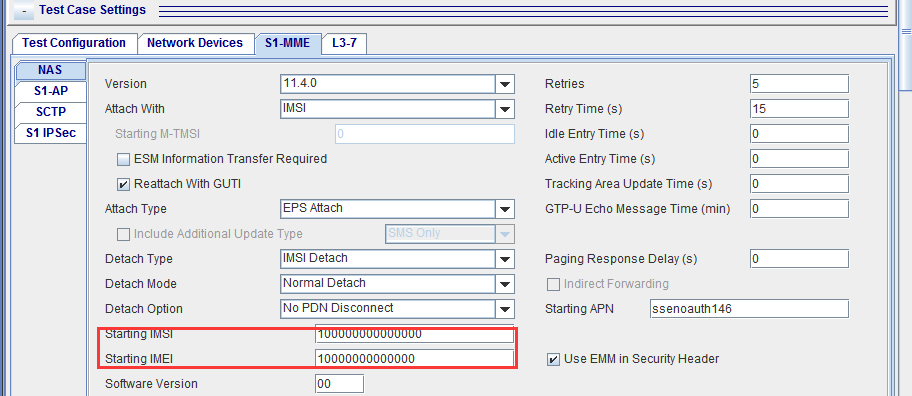 - Test Case Settings
Test Configuration Network Devices S1-MME L3-7
NAS
S1-AP
SCTP
S1 IPSec
Version 11.4.0 Retries 5
Attach With IMSI Retry Time (s) 15
Starting M-TMSI 0 Idle Entry Time (s) 0
ESM Information Transfer Required Active Entry Time (s) 0
Reattach With GUTI Tracking Area Update Time (s) 0
Attach Type EPS Attach GTP-U Echo Message Time (min) 0
Include Additional Update Type SMS Only
Detach Type IMSI Detach Paging Response Delay (s) 0
Detach Mode Normal Detach Indirect Forwarding
Detach Option No PDN Disconnect Starting APN ssenoauth146
Starting IMSI 100000000000000
Starting IMEI 10000000000000 Use EMM in Security Header
Software Version 00